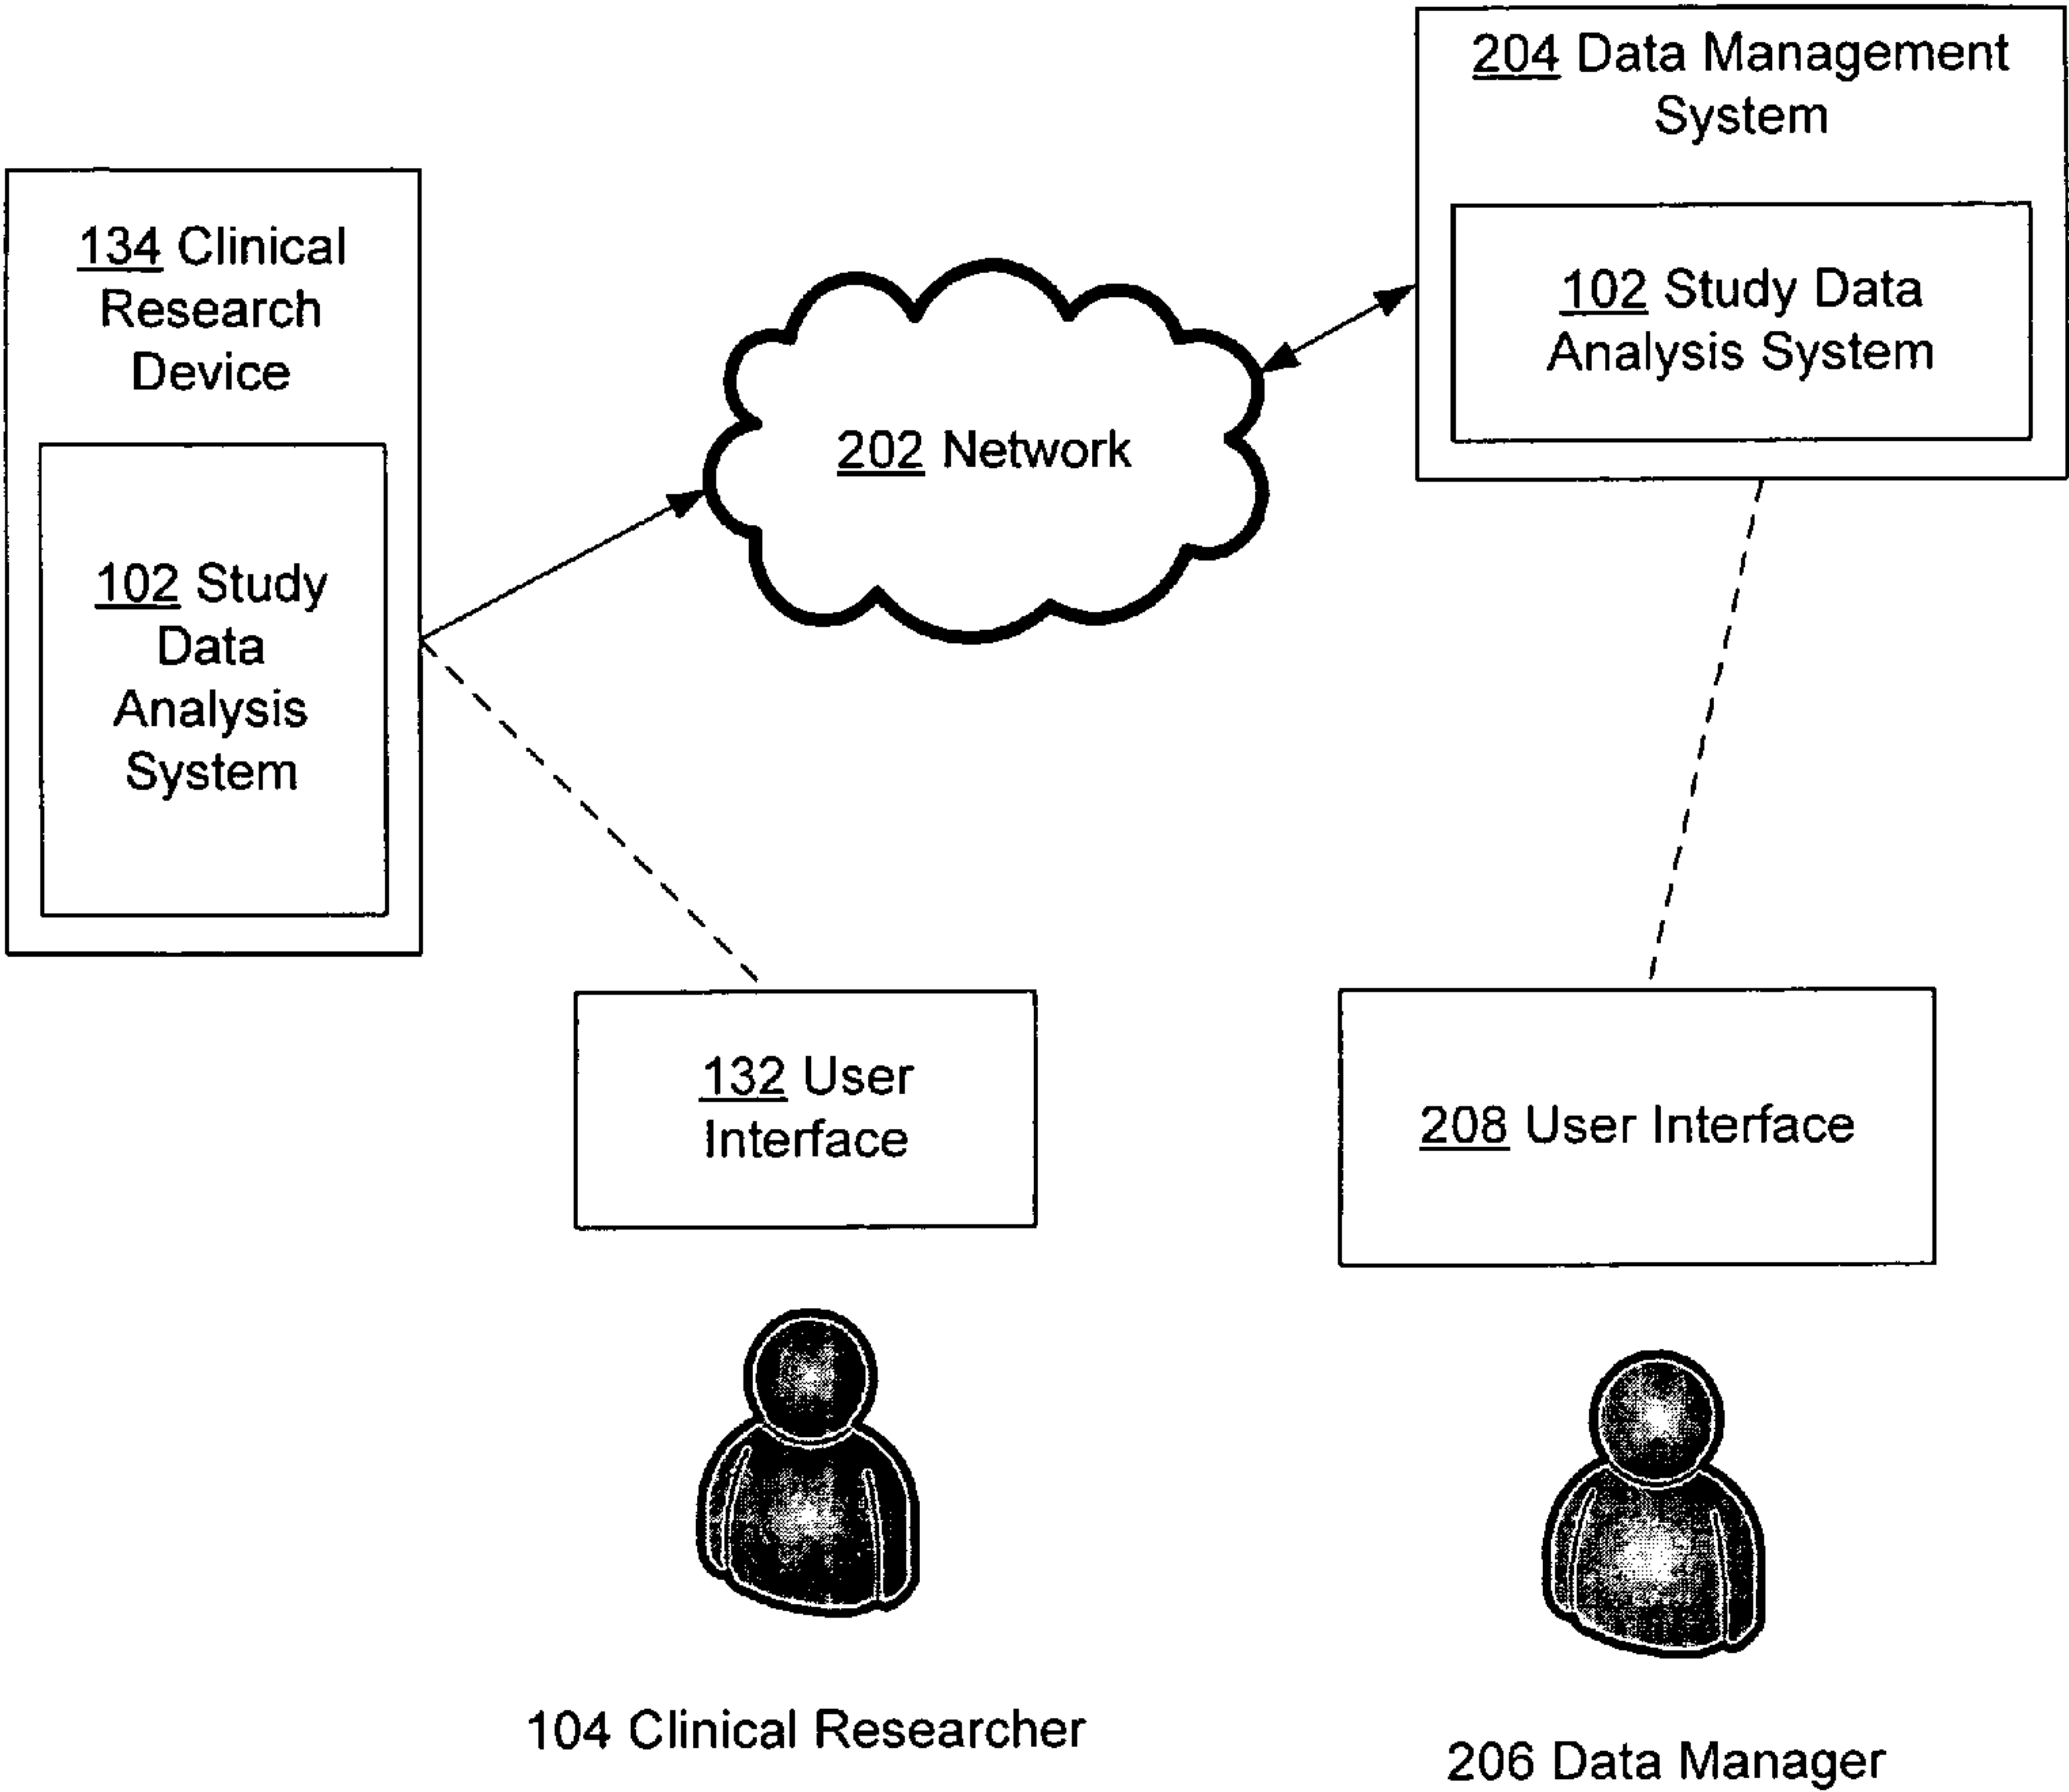 204 Data Management
System
102 Study Data
Analysis System
134 Clinical
Research
Device
102 Study
Data
Analysis
System
202 Network
132 User
Interface
208 User Interface
104 Clinical Researcher
206 Data Manager